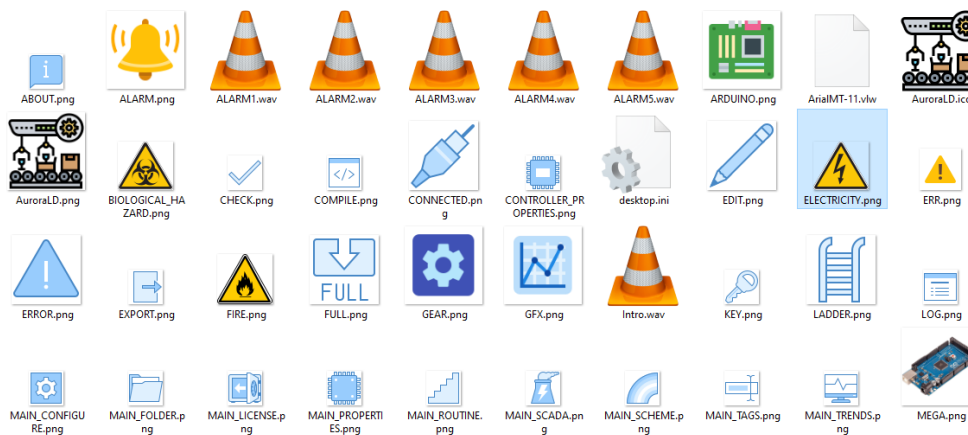 ABOUT.png
ALARM.png
ALARM1.wav
ALARM2.wav
ALARM3.wav
ALARM4.wav
ALARM5.wav
ARDUINO.png
ArialMT-11.vlw
AuroraLD.ico
AuroraLD.png
BIOLOGICAL_HA
ZARD.png
CHECK.png
</>
COMPILE.png
CONNECTED.pn
g
CONTROLLER_PR
OPERTIES.png
desktop.ini
EDIT.png
ELECTRICITY.png
ERR.png
ERROR.png
EXPORT.png
FIRE.png
FULL
FULL.png
GEAR.png
GFX.png
Intro.wav
KEY.png
LADDER.png
LOG.png
MAIN_CONFIGU
RE.png
MAIN_FOLDER.p
ng
MAIN_LICENSE.p
ng
MAIN_PROPERTI
ES.png
MAIN_ROUTINE.
png
MAIN_SCADA.pn
g
MAIN_SCHEME.p
ng
MAIN_TAGS.png
MAIN_TRENDS.p
ng
MEGA.png